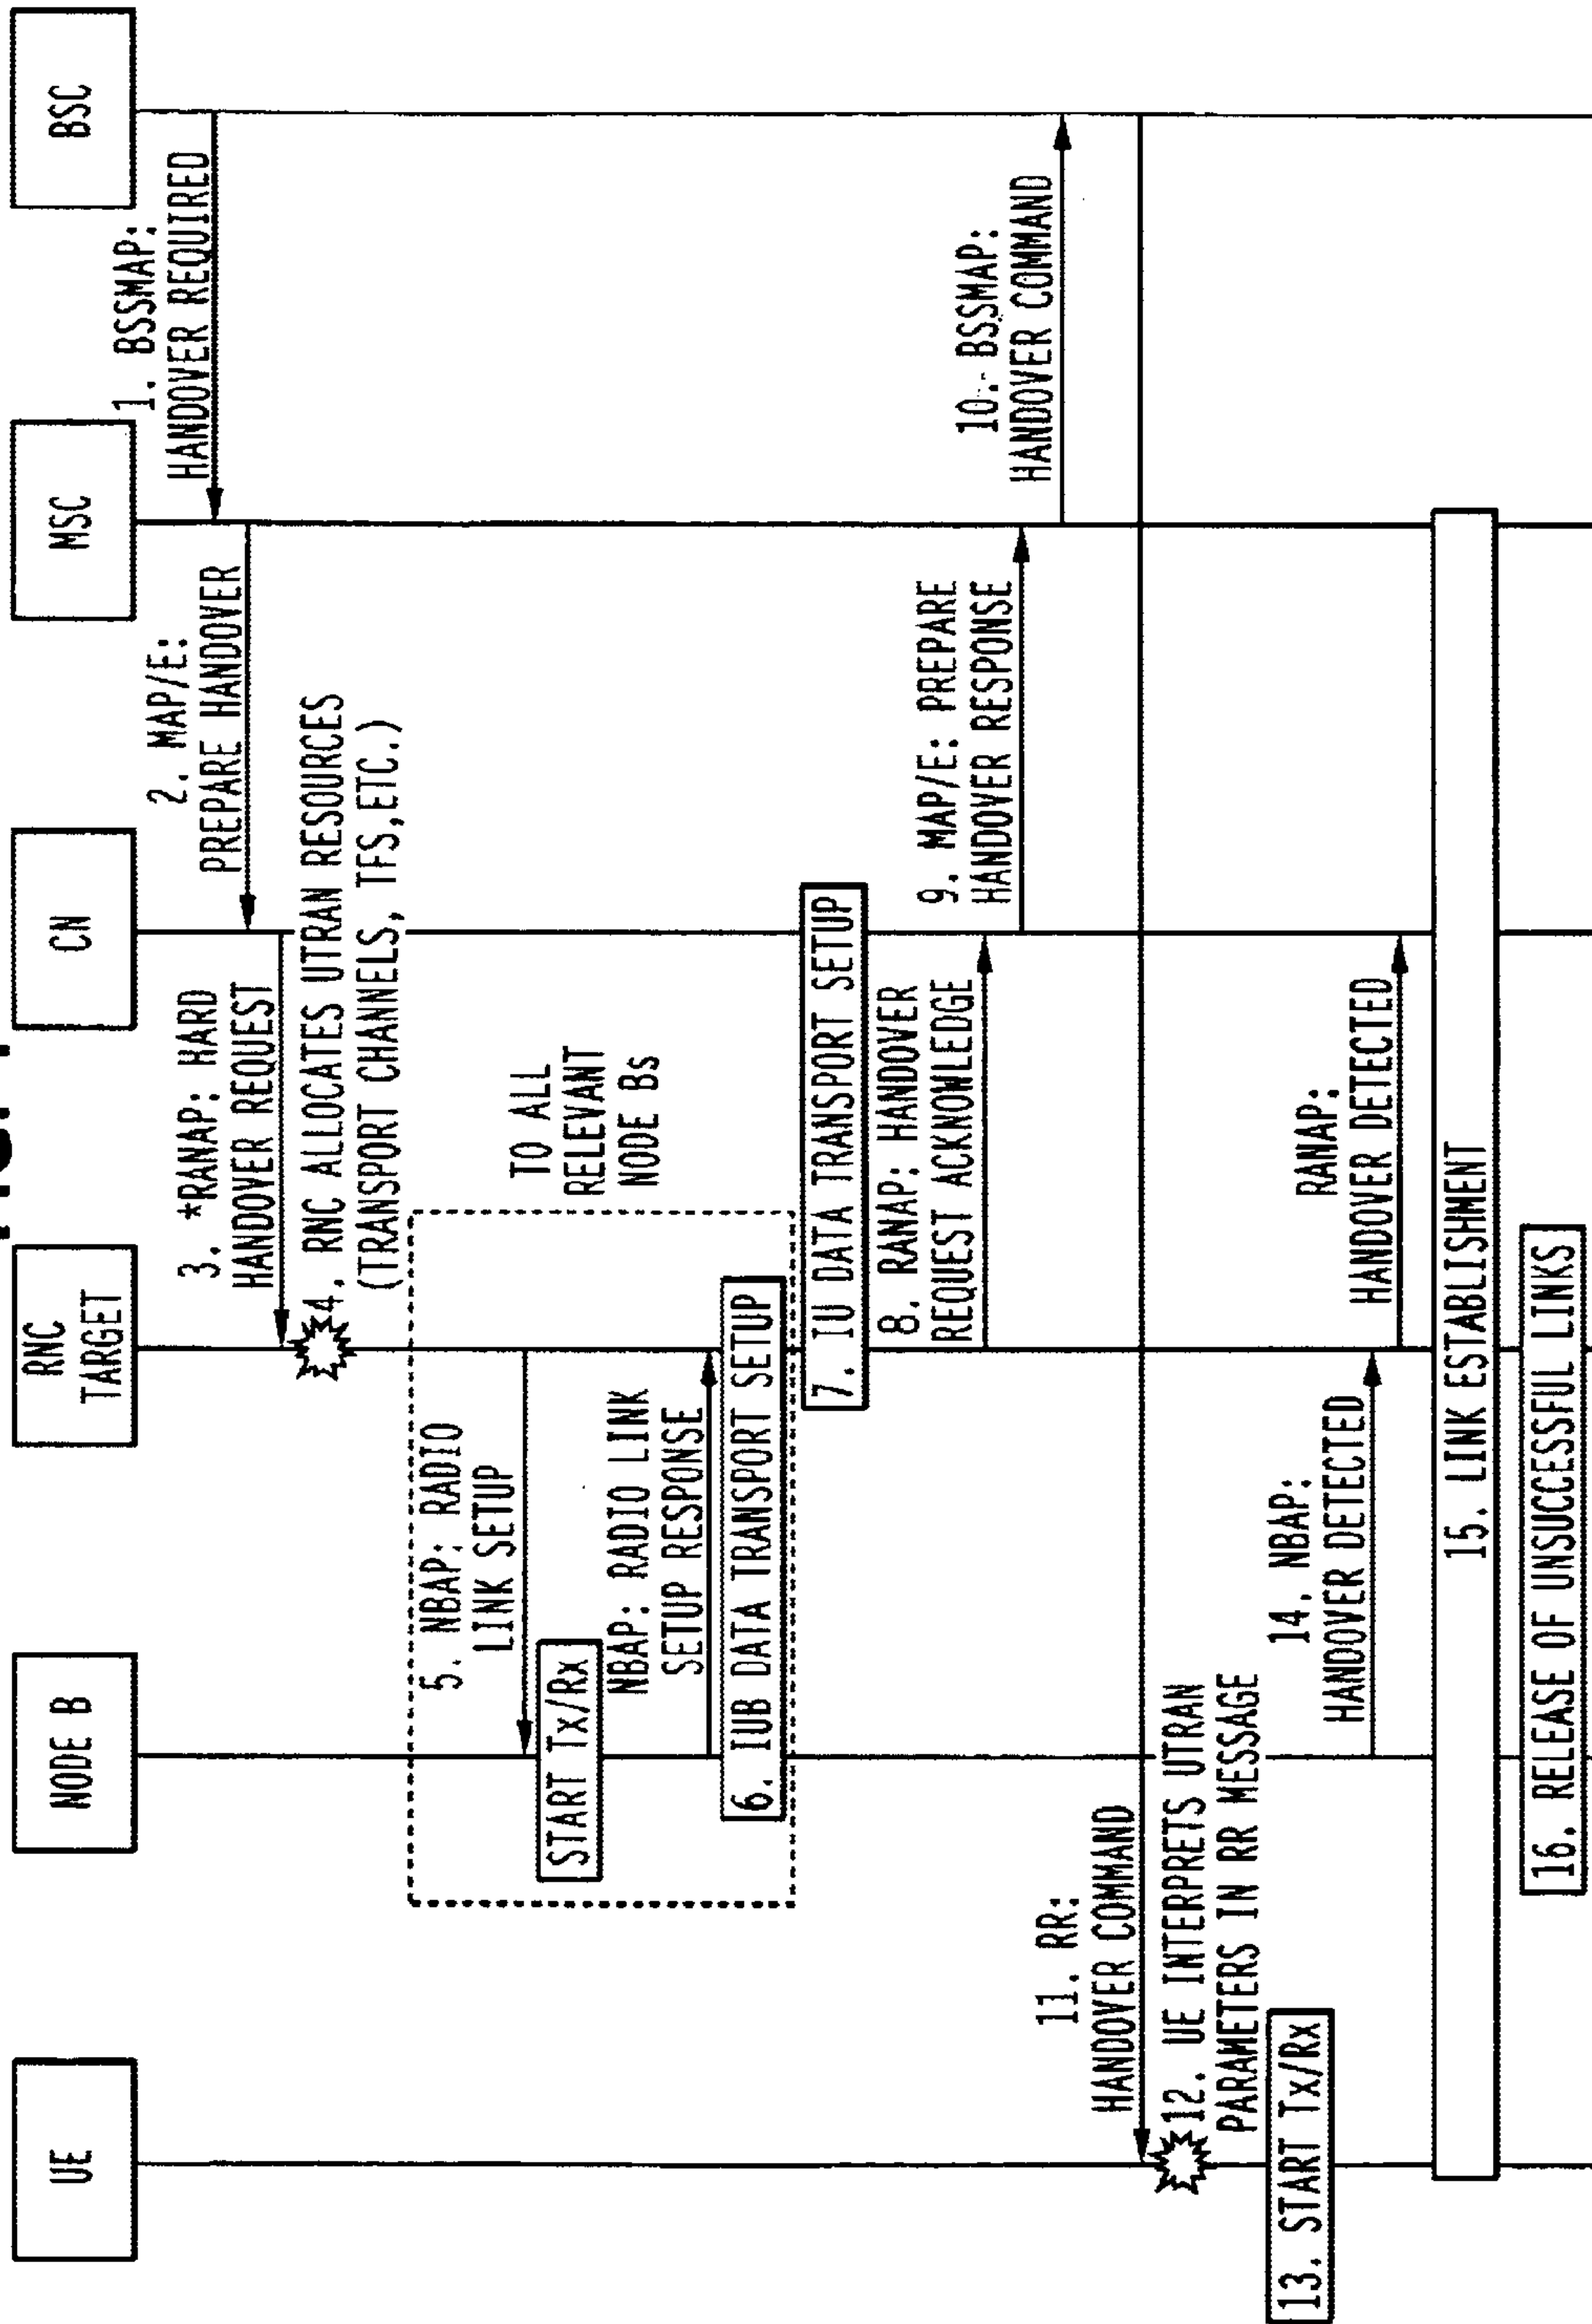 UE
NODE B
RNC
TARGET
CN
MSC
BSC
1. BSSMAP:
HANDOVER REQUIRED
2. MAP/E:
PREPARE HANDOVER
3. *RANAP: HARD
HANDOVER REQUEST
4. RNC ALLOCATES UTRAN RESOURCES
(TRANSPORT CHANNELS, TFS,ETC.)
5. NBAP: RADIO
LINK SETUP
TO ALL
RELEVANT
NODE Bs
START Tx/Rx
NBAP: RADIO LINK
SETUP RESPONSE
6. IUB DATA TRANSPORT SETUP
7. IU DATA TRANSPORT SETUP
8. RANAP: HANDOVER
REQUEST ACKNOWLEDGE
9. MAP/E: PREPARE
HANDOVER RESPONSE
10. BSSMAP:
HANDOVER COMMAND
11. RR:
HANDOVER COMMAND
12. UE INTERPRETS UTRAN
PARAMETERS IN RR MESSAGE
13. START Tx/Rx
14. NBAP:
HANDOVER DETECTED
RANAP:
HANDOVER DETECTED
15. LINK ESTABLISHMENT
16. RELEASE OF UNSUCCESSFUL LINKS